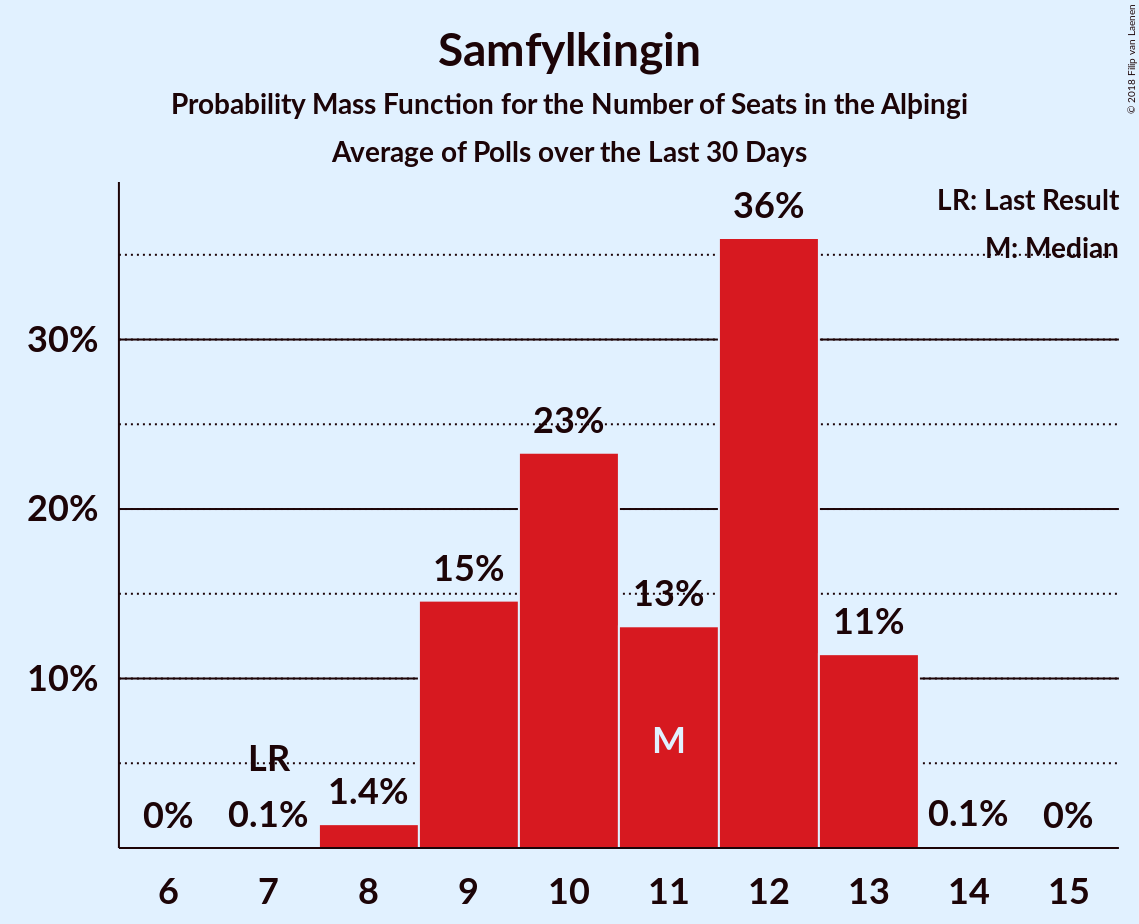 Samfylkingin
Probability Mass Function for the Number of Seats in the Alþingi
Average of Polls over the Last 30 Days
© 2018 Filip van Laenen
LR: Last Result
M: Median
36%
30%
23%
20%
15%
13%
11%
10%
M
LR
0%
0.1%
1.4%
0.1%
0%
6 7 8 9 10 11 12 13 14 15